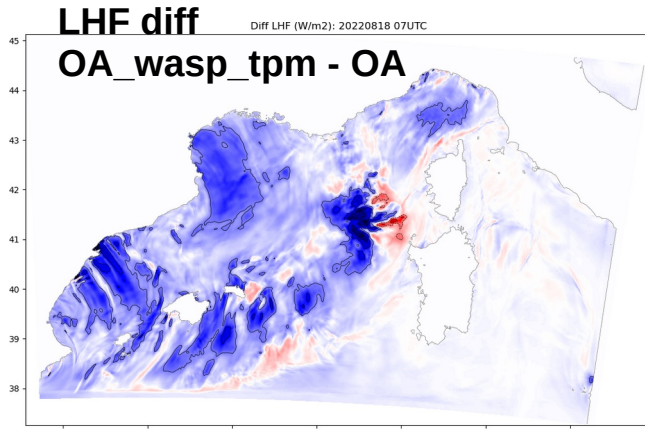 LHF diff
Diff LHF (W/m2): 20220818 07UTC
OA_wasp_tpm - OA
45
44
43
42
41
40
39
38